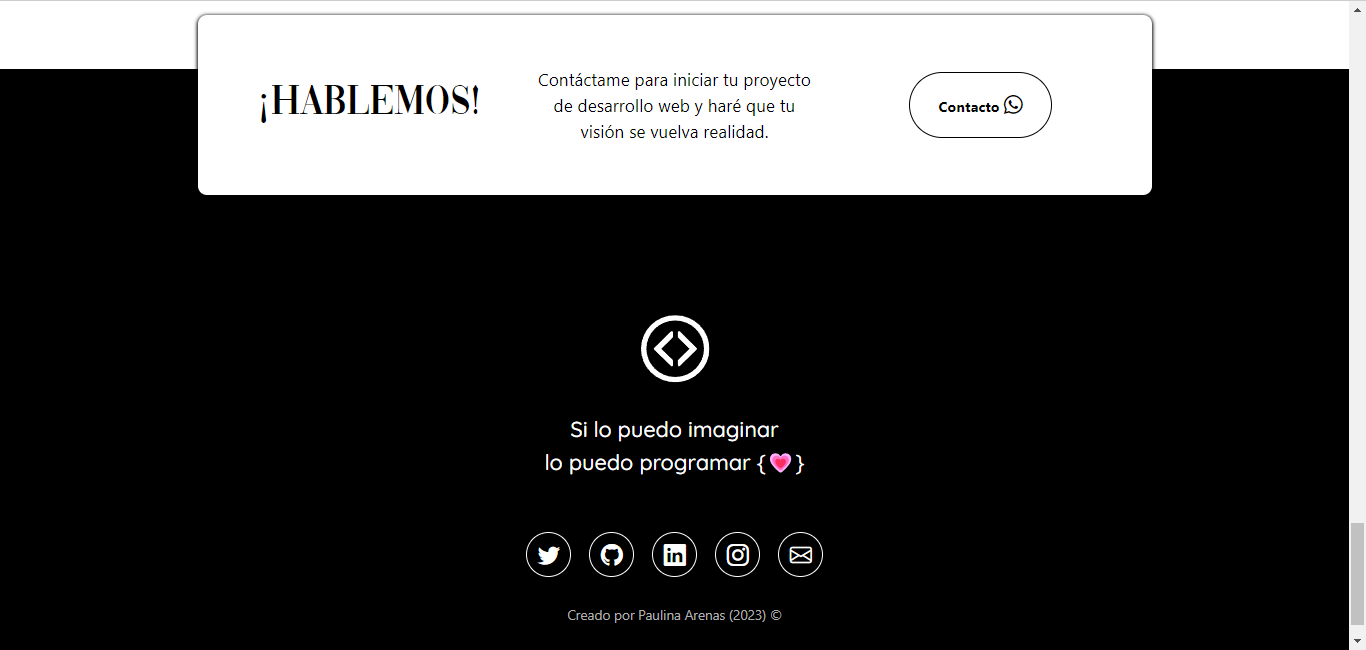 ¡HABLEMOS!
Contáctame para iniciar tu proyecto
de desarrollo web y haré que tu
visión se vuelva realidad.
Contacto
Si lo puedo imaginar
lo puedo programar {💗}
in
Creado por Paulina Arenas (2023) ©